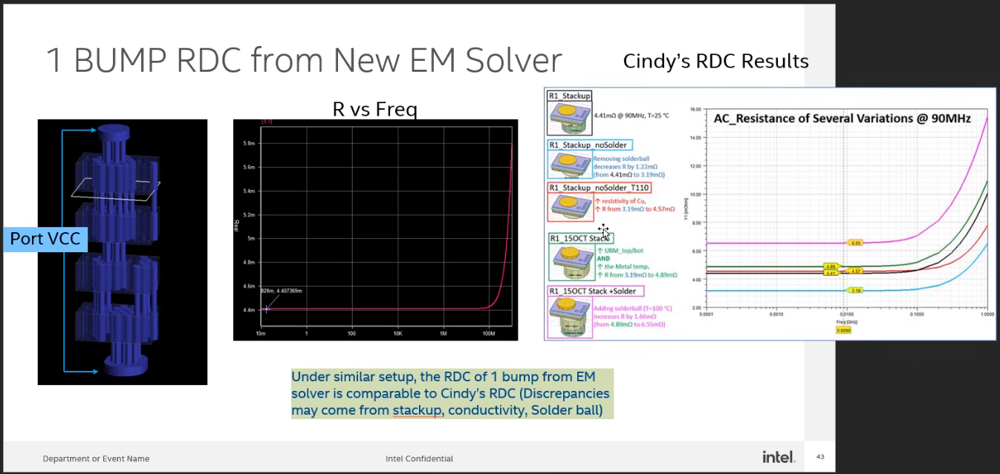 1 BUMP RDC from New EM Solver
Cindy's RDC Results
R vs Freq
Port VCC
[1,1]
Real
5.8m
5.6m
5.4m
5.2m
5m
4.8m
4.6m
4.4m
828m, 4.407369m
10m
1
100
10K
1M
100M
R1_Stackup
4.41mΩ @ 90MHz, T=25 °C
R1_Stackup_noSolder
Removing solderball
decreases R by 1.22mΩ
(from 4.41mΩ to 3.19mΩ)
R1_Stackup_noSolder_T110
↑ resistivity of Cu,
↑ R from 3.19mΩ to 4.57mΩ
R1_15OCT Stack
↑ UBM_top/bot
AND
↑ the Metal temp,
↑ R from 3.19mΩ to 4.89mΩ
R1_15OCT Stack +Solder
Adding solderball (T=100 °C)
increases R by 1.66mΩ
(from 4.89mΩ to 6.55mΩ)
AC_Resistance of Several Variations @ 90MHz
Y1 [mOhm]
16.00
14.00
12.00
10.00
8.00
6.00
4.00
2.00
6.55
4.89
4.57
4.41
3.19
0.0001
0.0010
0.0100
0.1000
1.0000
Freq [GHz]
Under similar setup, the RDC of 1 bump from EM
solver is comparable to Cindy's RDC (Discrepancies
may come from stackup, conductivity, Solder ball)
Department or Event Name
Intel Confidential
intel.
43